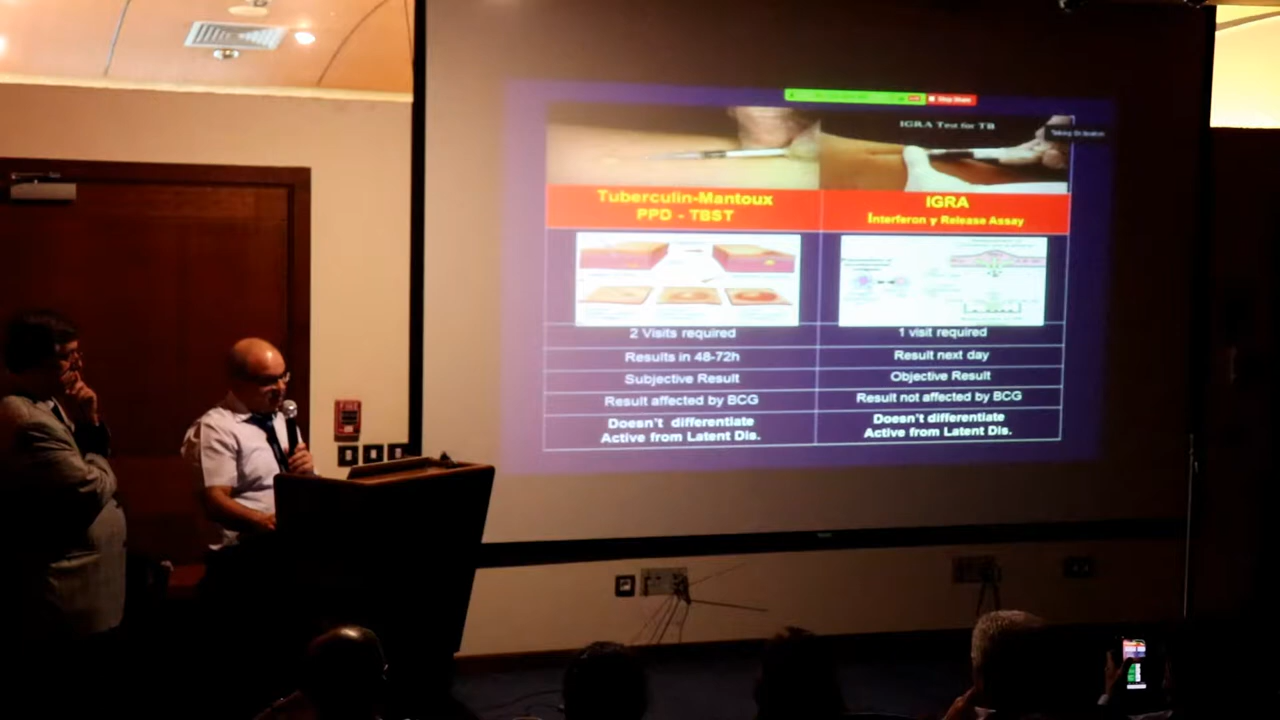 Stop Share
IGRA Test for TB
Tuberculin-Mantoux
PPD - TBST
IGRA
Interferon γ Release Assay
2 Visits required
1 visit required
Results in 48-72h
Result next day
Subjective Result
Objective Result
Result affected by BCG
Result not affected by BCG
Doesn't differentiate
Active from Latent Dis.
Doesn't differentiate
Active from Latent Dis.